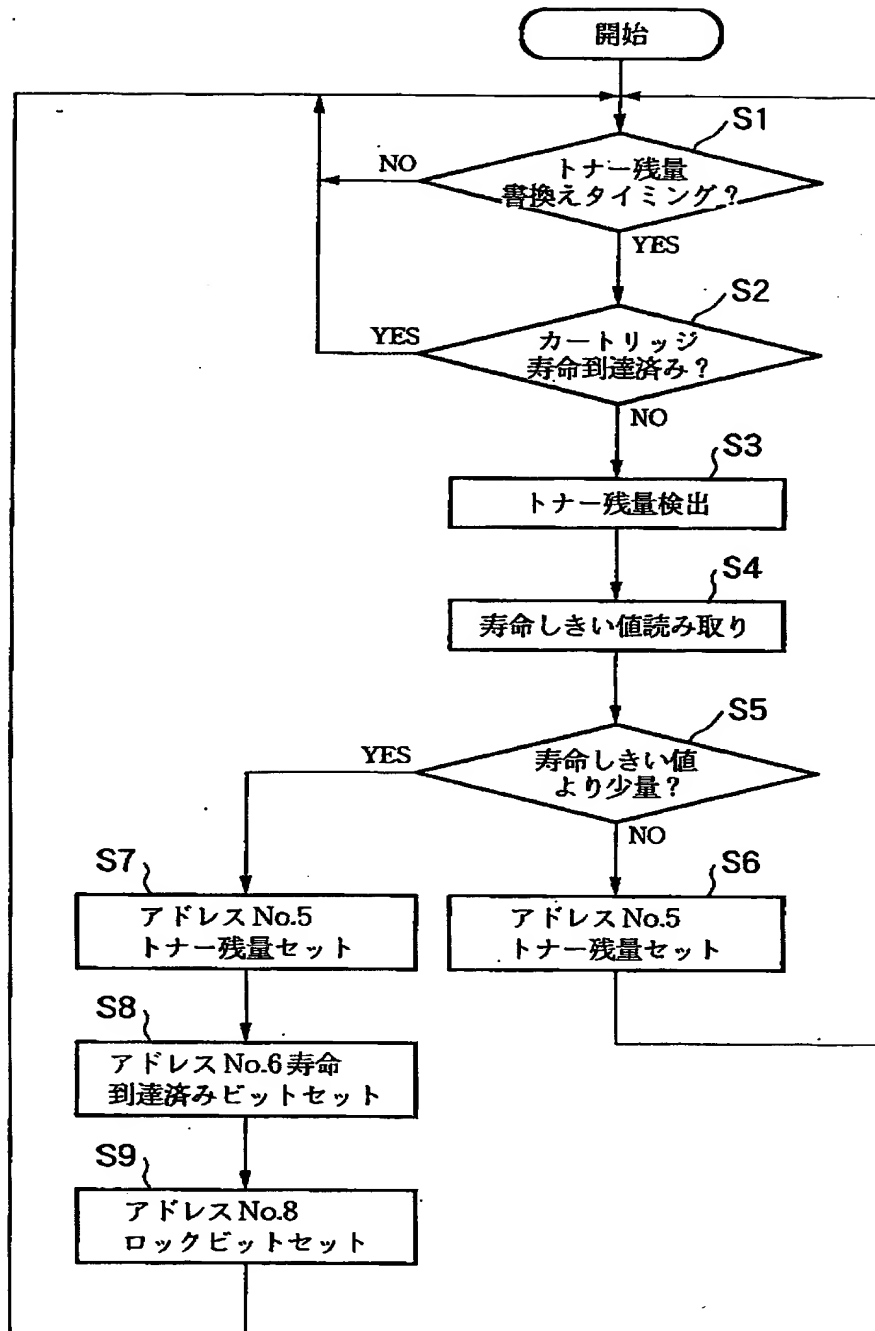 開始
S1
トナー残量
書換えタイミング？
NO
YES
S2
カートリッジ
寿命到達済み？
YES
NO
S3
トナー残量検出
S4
寿命しきい値読み取り
S5
寿命しきい値
より少量？
YES
NO
S7
アドレスNo.5
トナー残量セット
S6
アドレスNo.5
トナー残量セット
S8
アドレスNo.6寿命
到達済みビットセット
S9
アドレスNo.8
ロックビットセット